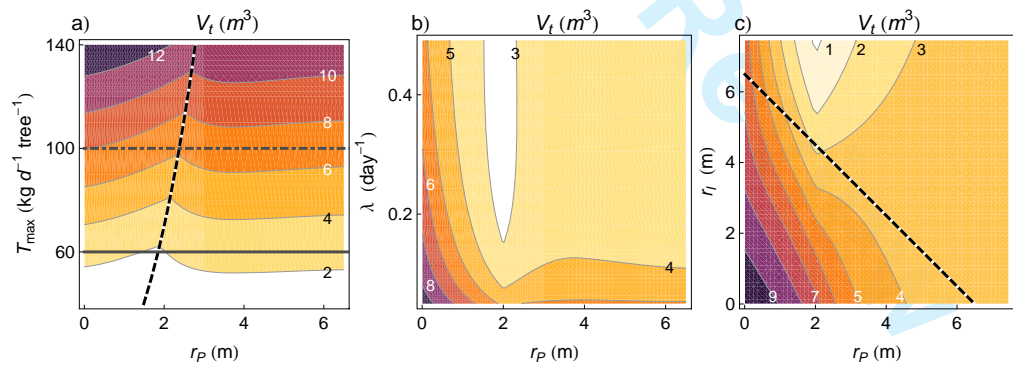 a) V_t (m³)
140
100
60
T_max (kg d⁻¹ tree⁻¹)
12
10
8
6
4
2
0 2 4 6
r_P (m)
b) V_t (m³)
0.4
0.2
λ (day⁻¹)
5 3
6
4
8
0 2 4 6
r_P (m)
c) V_t (m³)
6
4
2
0
r_I (m)
1 2 3
9 7 5 4
0 2 4 6
r_P (m)